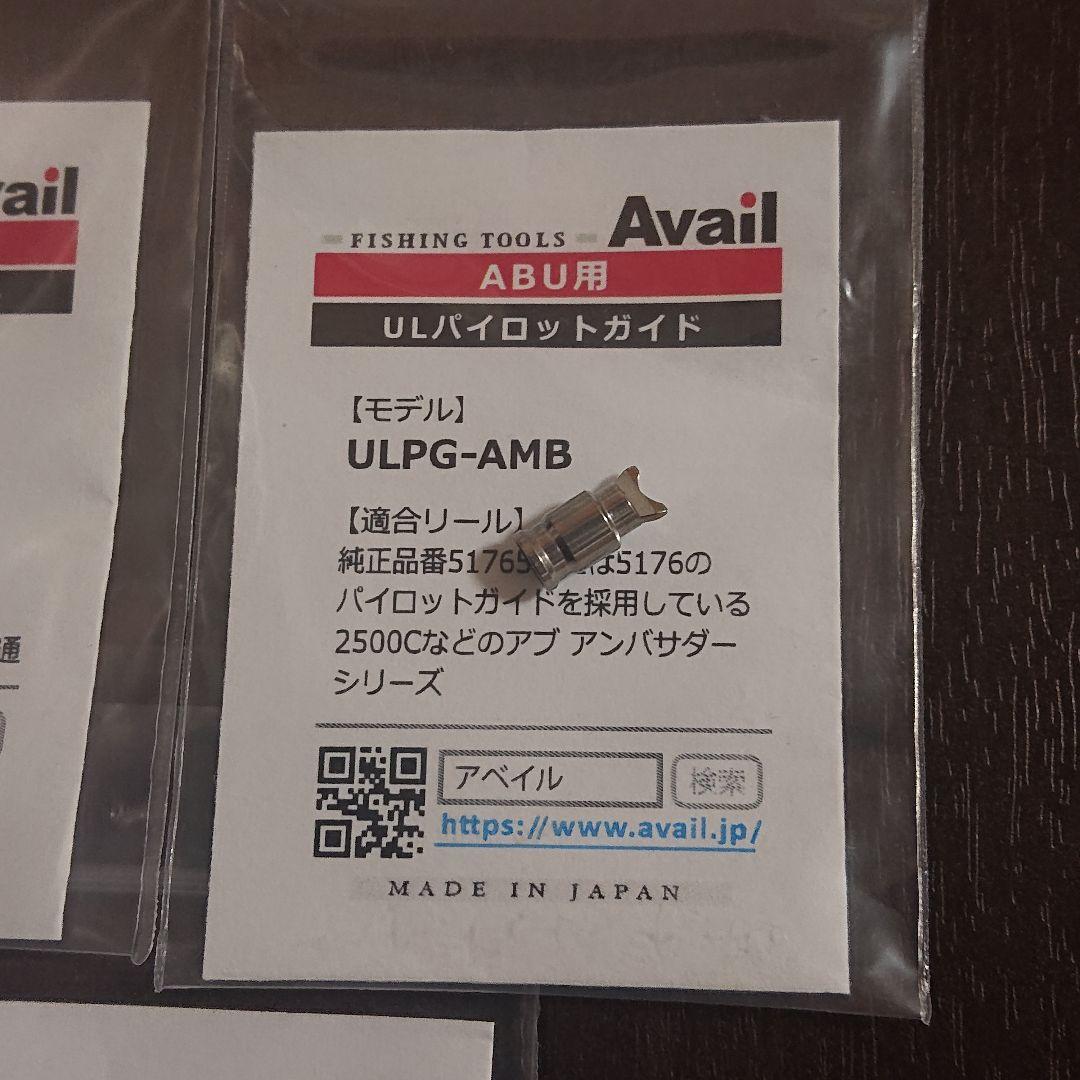 FISHING TOOLS Avail
ABU用
ULパイロットガイド
【モデル】
ULPG-AMB
【適合リール】
純正品番51765 は5176の
パイロットガイドを採用している
2500Cなどのアブ アンバサダー
シリーズ
アベイル 検索
https://www.avail.jp/
MADE IN JAPAN
vail
通